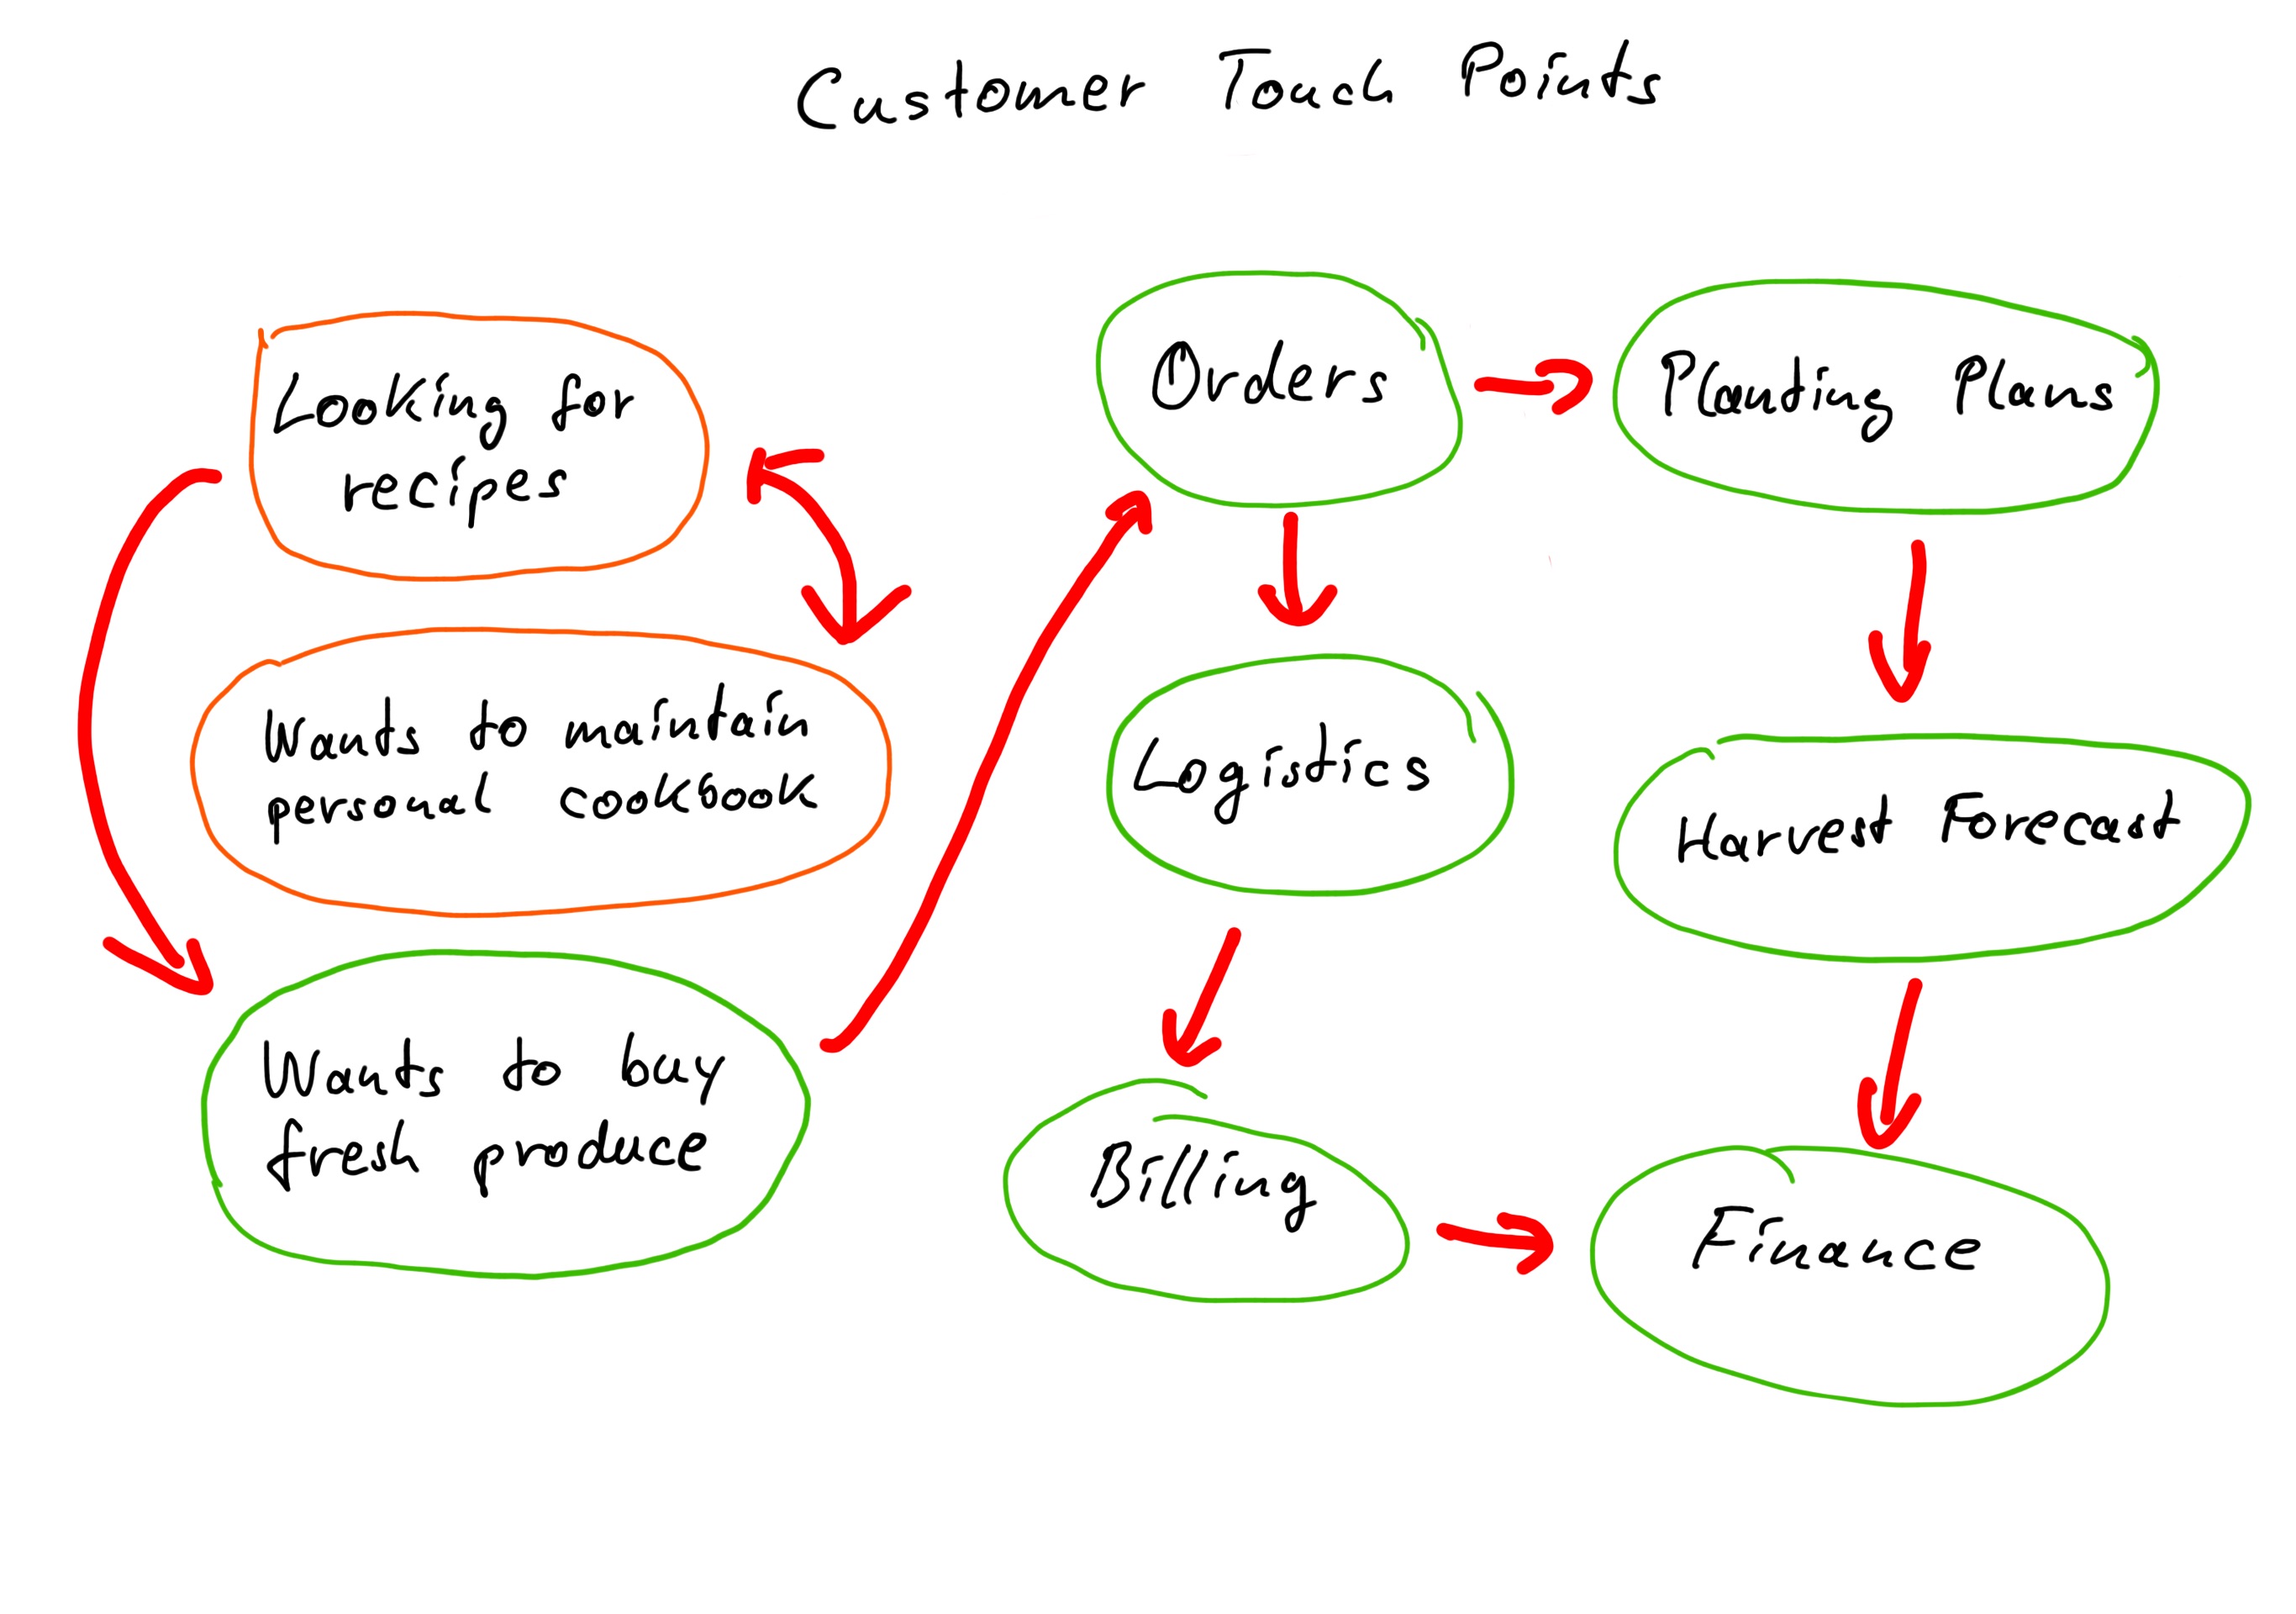 Customer Touch Points
Looking for
recipes
Wants to maintain
personal cookbook
Wants to buy
fresh produce
Orders
Logistics
Billing
Planting Plans
Harvest Forecast
Finance